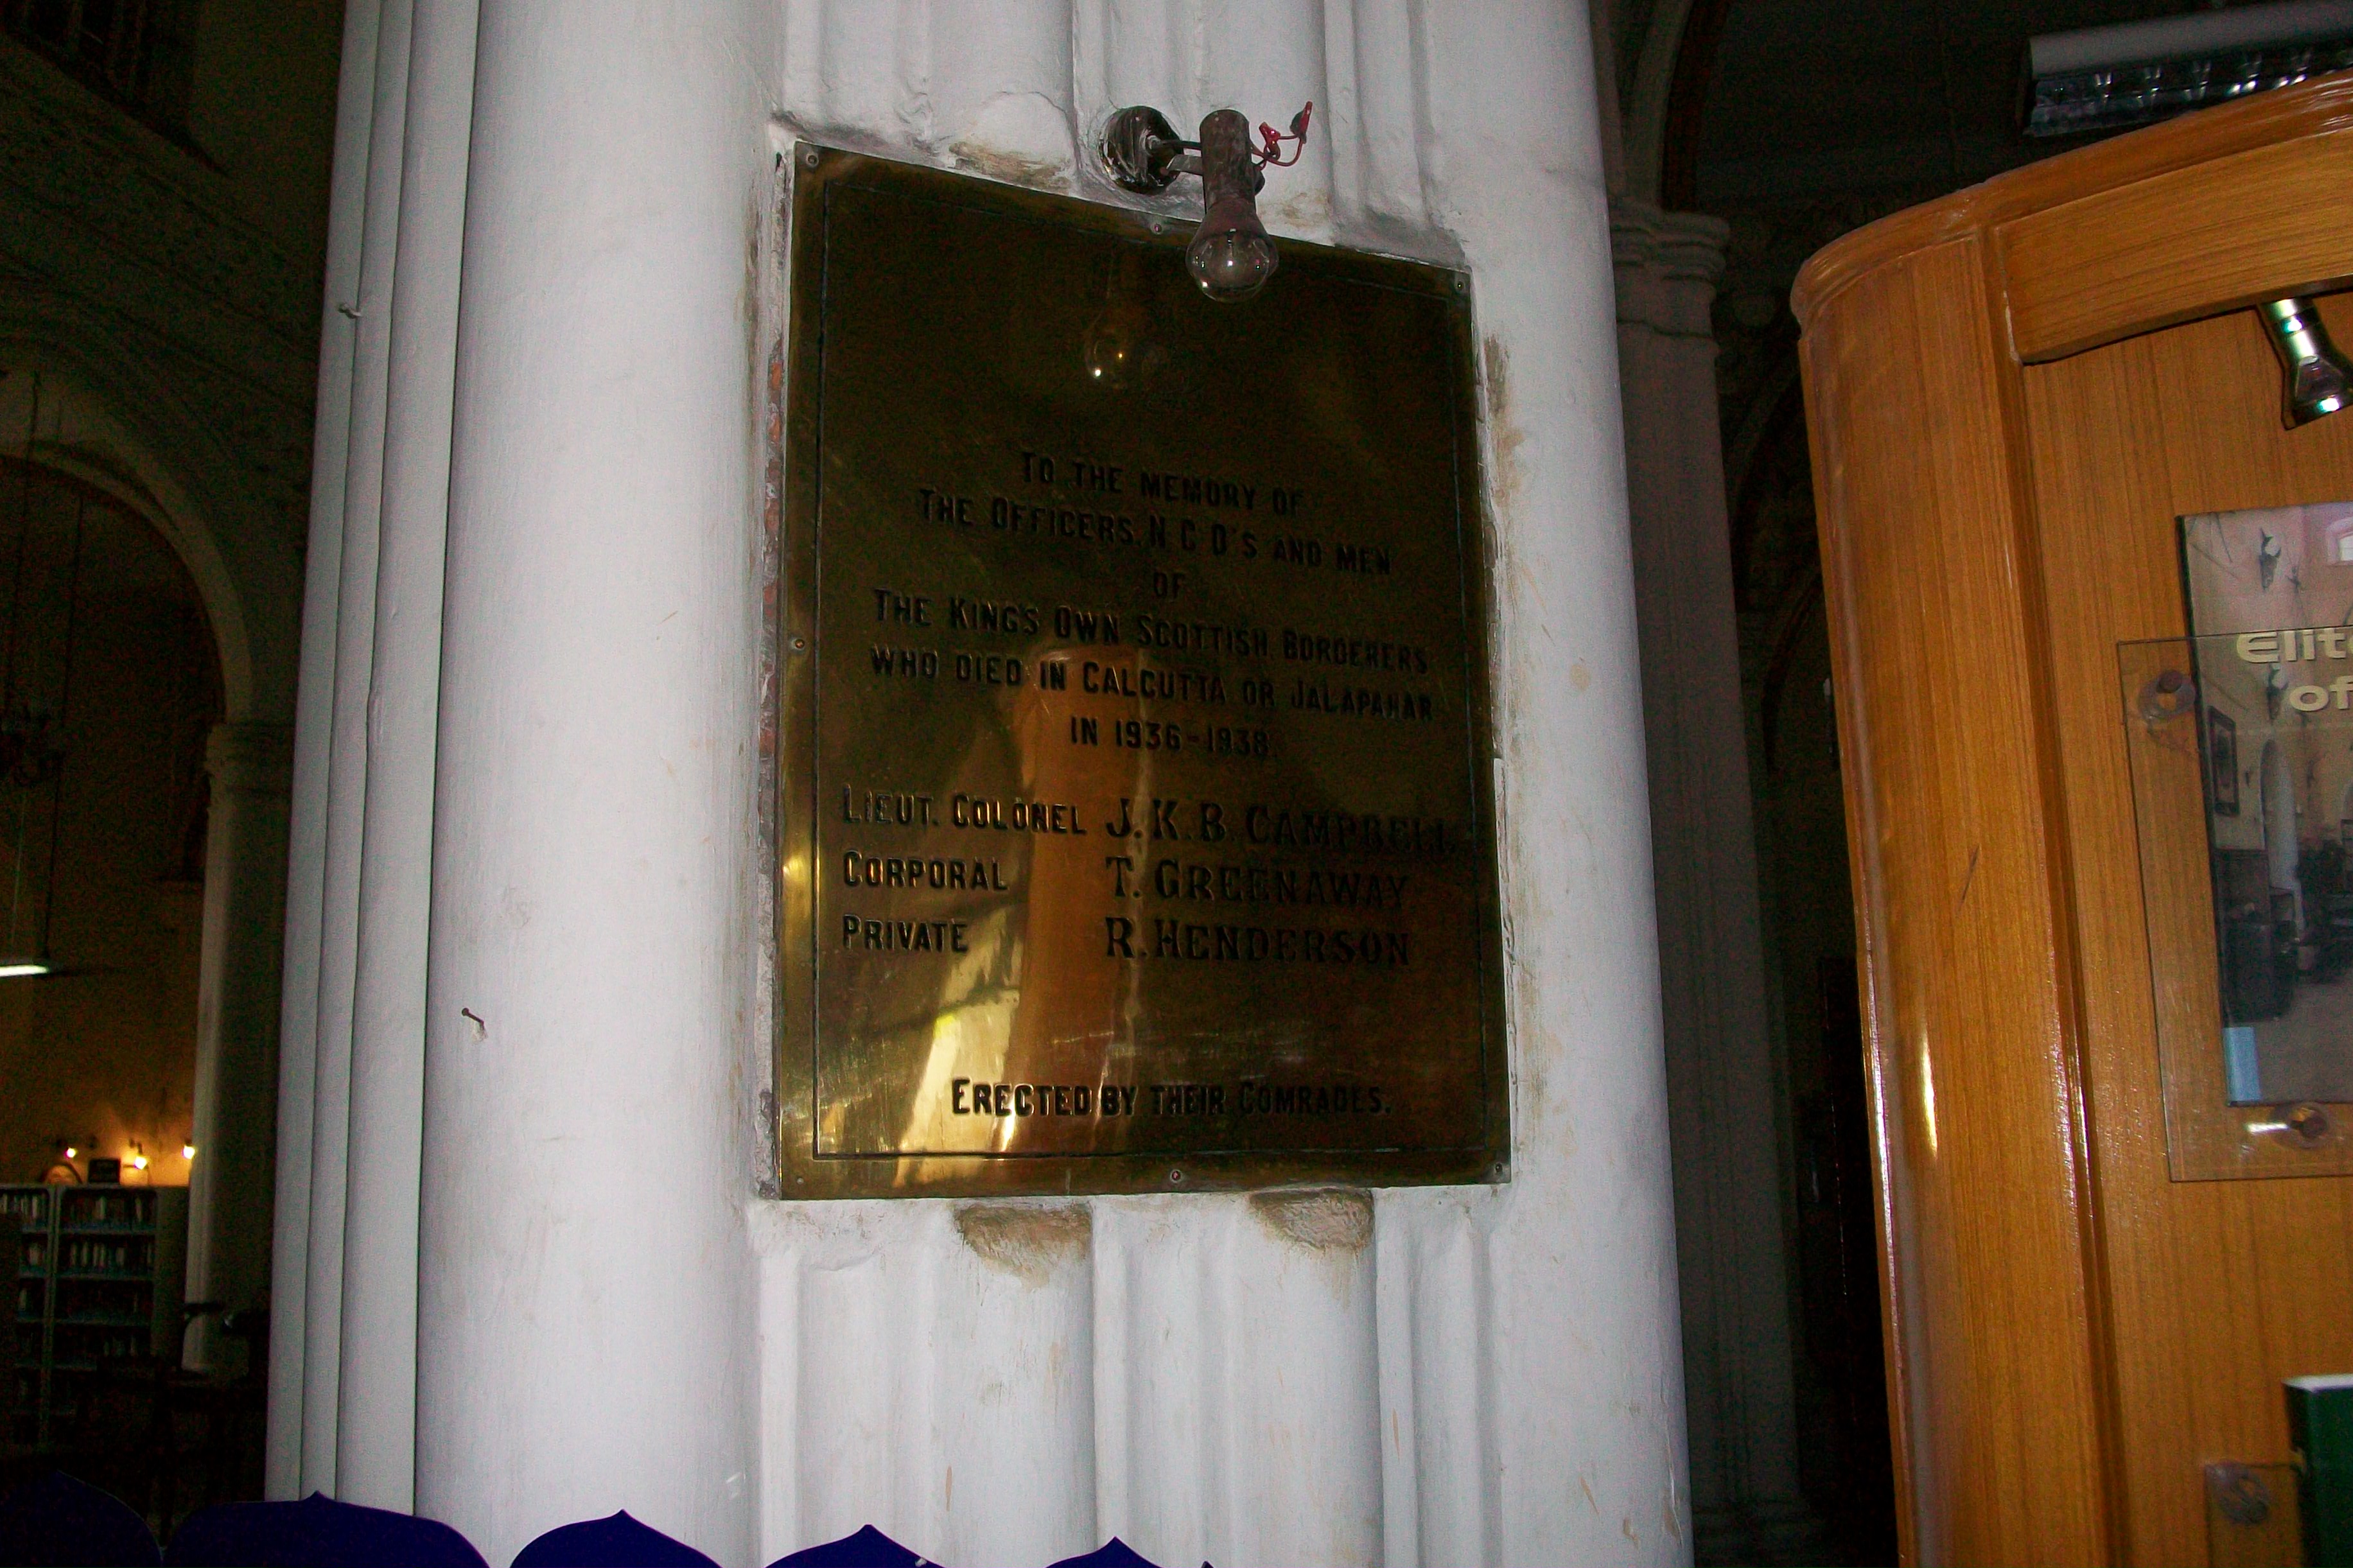 TO THE MEMORY OF
THE OFFICERS, N.C.O'S AND MEN
OF
THE KING'S OWN SCOTTISH BORDERERS
WHO DIED IN CALCUTTA OR JALAPAHAR
IN 1936-1938.
LIEUT. COLONEL J.K.B. CAMPBELL
CORPORAL T. GREENAWAY
PRIVATE R. HENDERSON
ERECTED BY THEIR COMRADES.
of